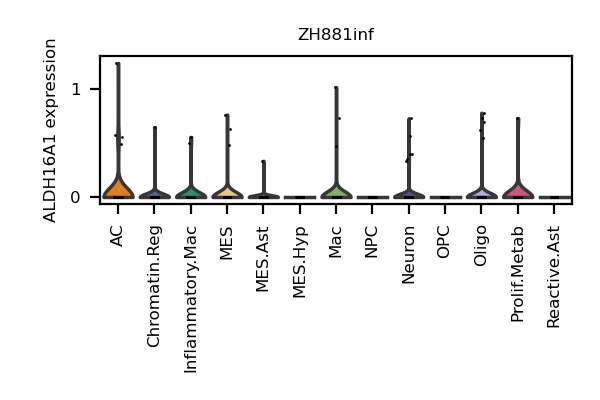 ZH881inf
ALDH16A1 expression
1
0
AC
Chromatin.Reg
Inflammatory.Mac
MES
MES.Ast
MES.Hyp
Mac
NPC
Neuron
OPC
Oligo
Prolif.Metab
Reactive.Ast